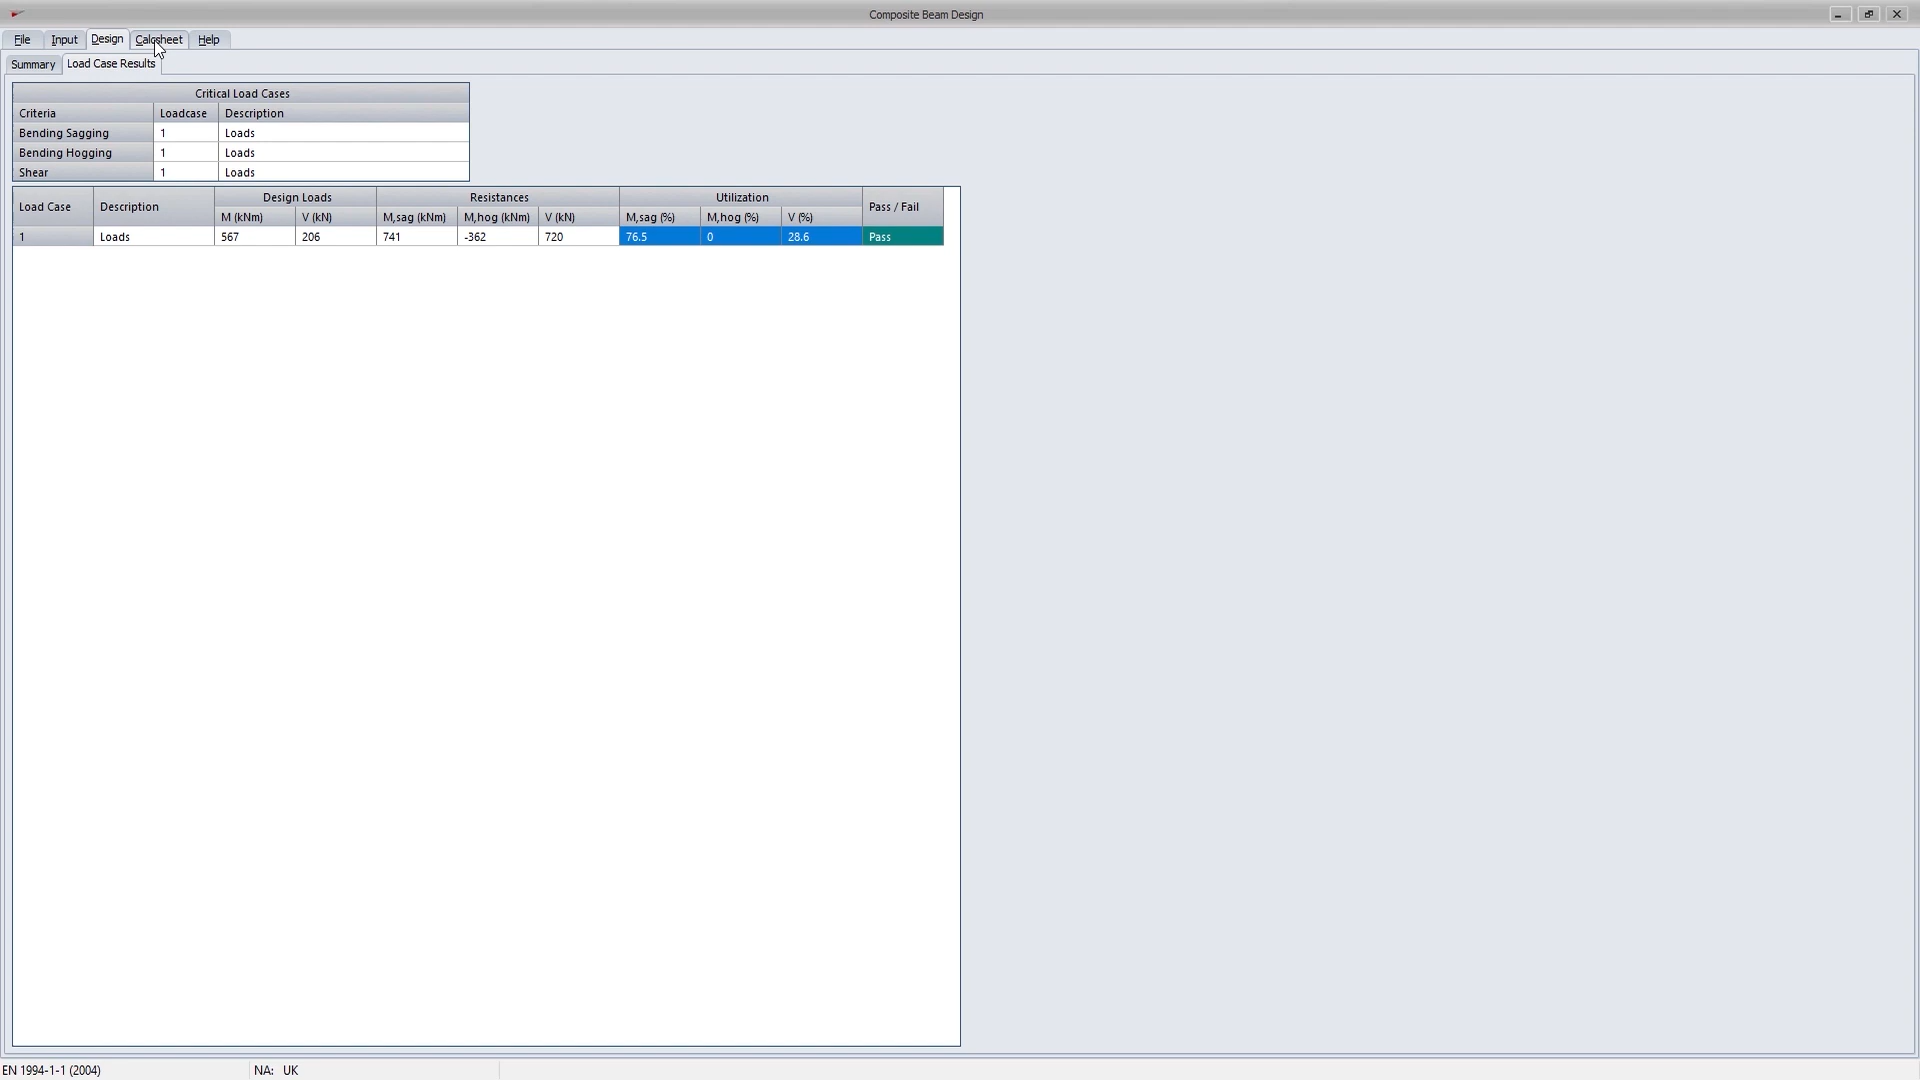 Composite Beam Design
File Input Design Calcsheet Help
Summary Load Case Results
Critical Load Cases
Criteria Loadcase Description
Bending Sagging 1 Loads
Bending Hogging 1 Loads
Shear 1 Loads
Load Case Description Design Loads Resistances Utilization Pass / Fail
M (kNm) V (kN) M,sag (kNm) M,hog (kNm) V (kN) M,sag (%) M,hog (%) V (%)
1 Loads 567 206 741 -362 720 76.5 0 28.6 Pass
EN 1994-1-1 (2004) NA: UK